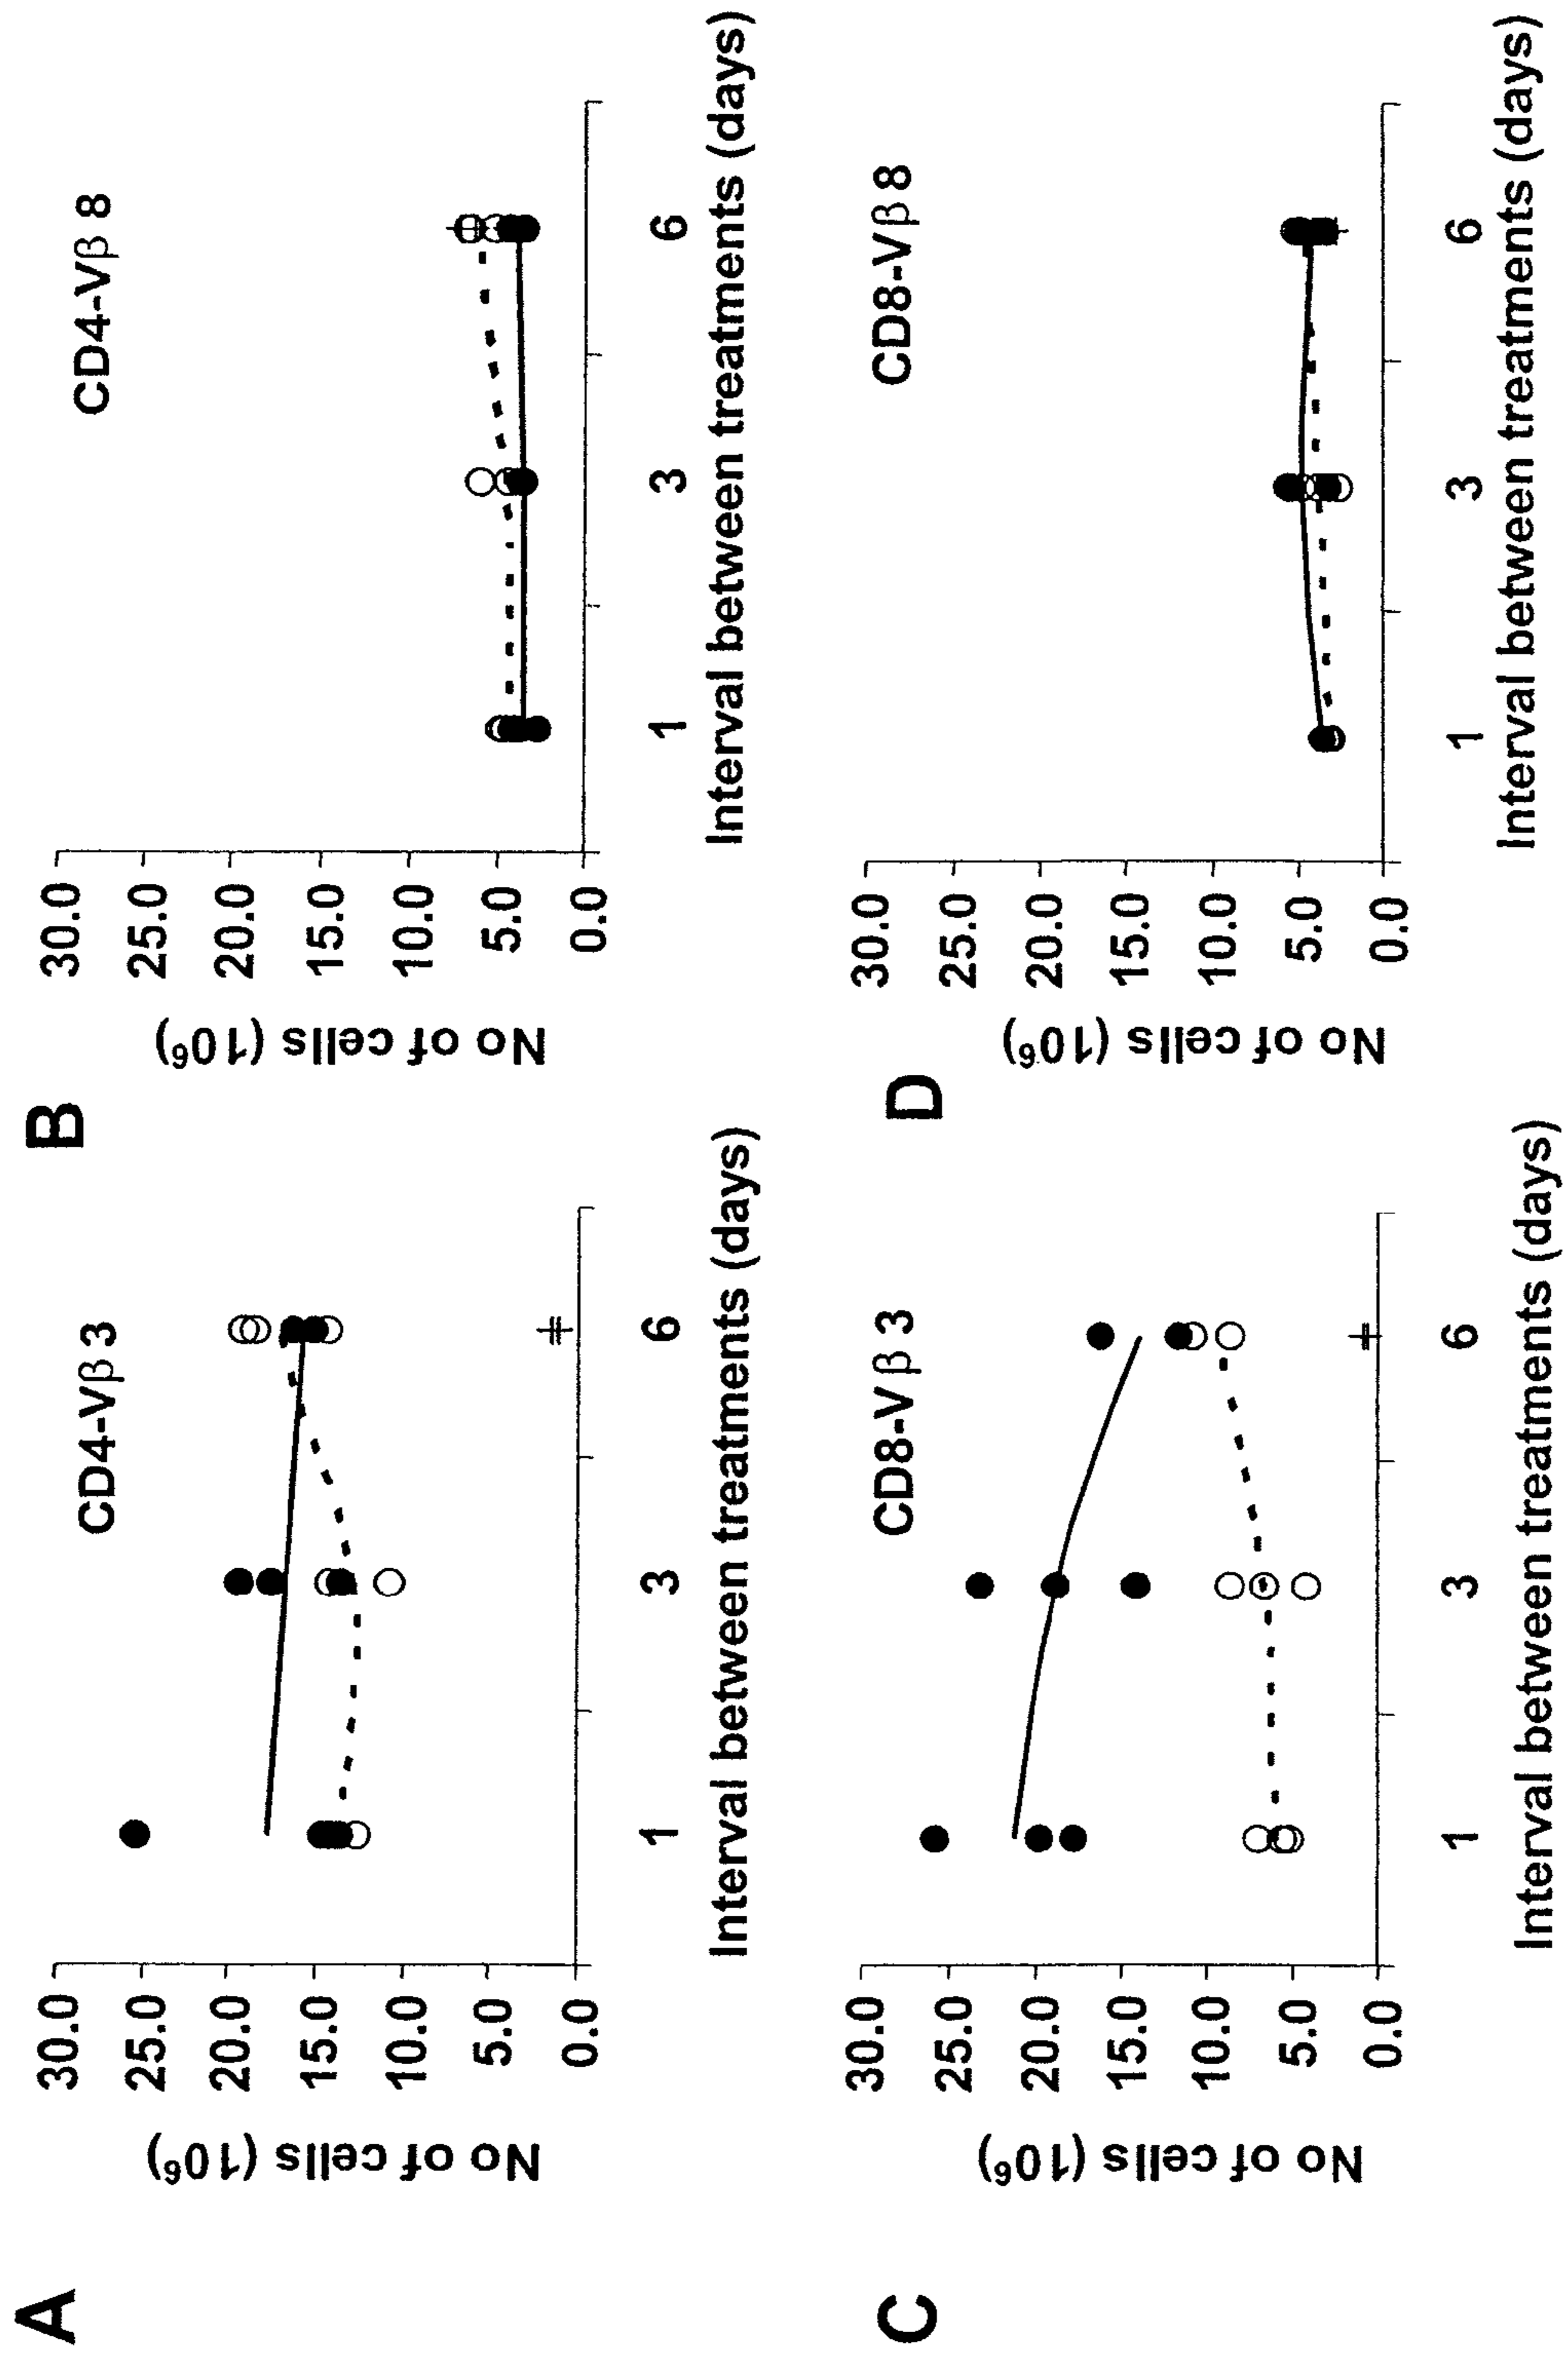 A
CD4-Vβ 3
No of cells (10⁶)
30.0
25.0
20.0
15.0
10.0
5.0
0.0
1
3
6
Interval between treatments (days)
B
CD4-Vβ 8
No of cells (10⁶)
30.0
25.0
20.0
15.0
10.0
5.0
0.0
1
3
6
Interval between treatments (days)
C
CD8-Vβ 3
No of cells (10⁶)
30.0
25.0
20.0
15.0
10.0
5.0
0.0
1
3
6
Interval between treatments (days)
D
CD8-Vβ 8
No of cells (10⁶)
30.0
25.0
20.0
15.0
10.0
5.0
0.0
1
3
6
Interval between treatments (days)